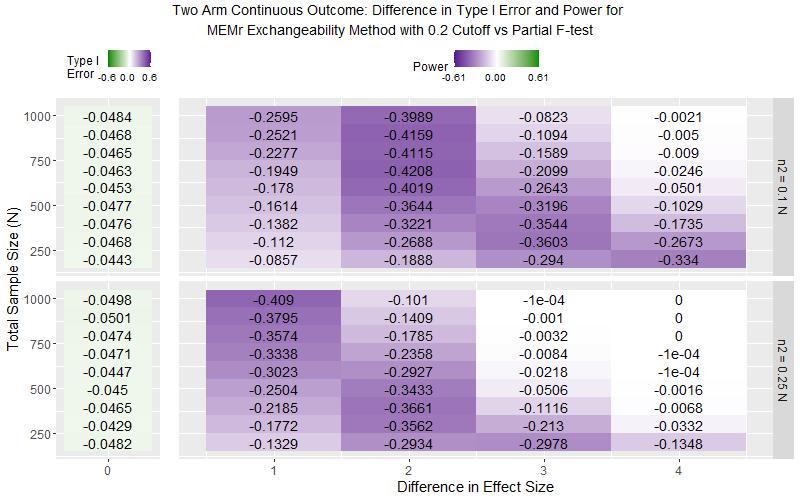 Two Arm Continuous Outcome: Difference in Type I Error and Power for
MEMr Exchangeability Method with 0.2 Cutoff vs Partial F-test
Type I
Error
-0.6 0.0 0.6
Power
-0.61 0.00 0.61
Total Sample Size (N)
1000
750
500
250
-0.0484 -0.2595 -0.3989 -0.0823 -0.0021
-0.0468 -0.2521 -0.4159 -0.1094 -0.005
-0.0465 -0.2277 -0.4115 -0.1589 -0.009
-0.0463 -0.1949 -0.4208 -0.2099 -0.0246
-0.0453 -0.178 -0.4019 -0.2643 -0.0501
-0.0477 -0.1614 -0.3644 -0.3196 -0.1029
-0.0476 -0.1382 -0.3221 -0.3544 -0.1735
-0.0468 -0.112 -0.2688 -0.3603 -0.2673
-0.0443 -0.0857 -0.1888 -0.294 -0.334
n2 = 0.1 N
1000
750
500
250
-0.0498 -0.409 -0.101 -1e-04 0
-0.0501 -0.3795 -0.1409 -0.001 0
-0.0474 -0.3574 -0.1785 -0.0032 0
-0.0471 -0.3338 -0.2358 -0.0084 -1e-04
-0.0447 -0.3023 -0.2927 -0.0218 -1e-04
-0.045 -0.2504 -0.3433 -0.0506 -0.0016
-0.0465 -0.2185 -0.3661 -0.1116 -0.0068
-0.0429 -0.1772 -0.3562 -0.213 -0.0332
-0.0482 -0.1329 -0.2934 -0.2978 -0.1348
n2 = 0.25 N
0 1 2 3 4
Difference in Effect Size